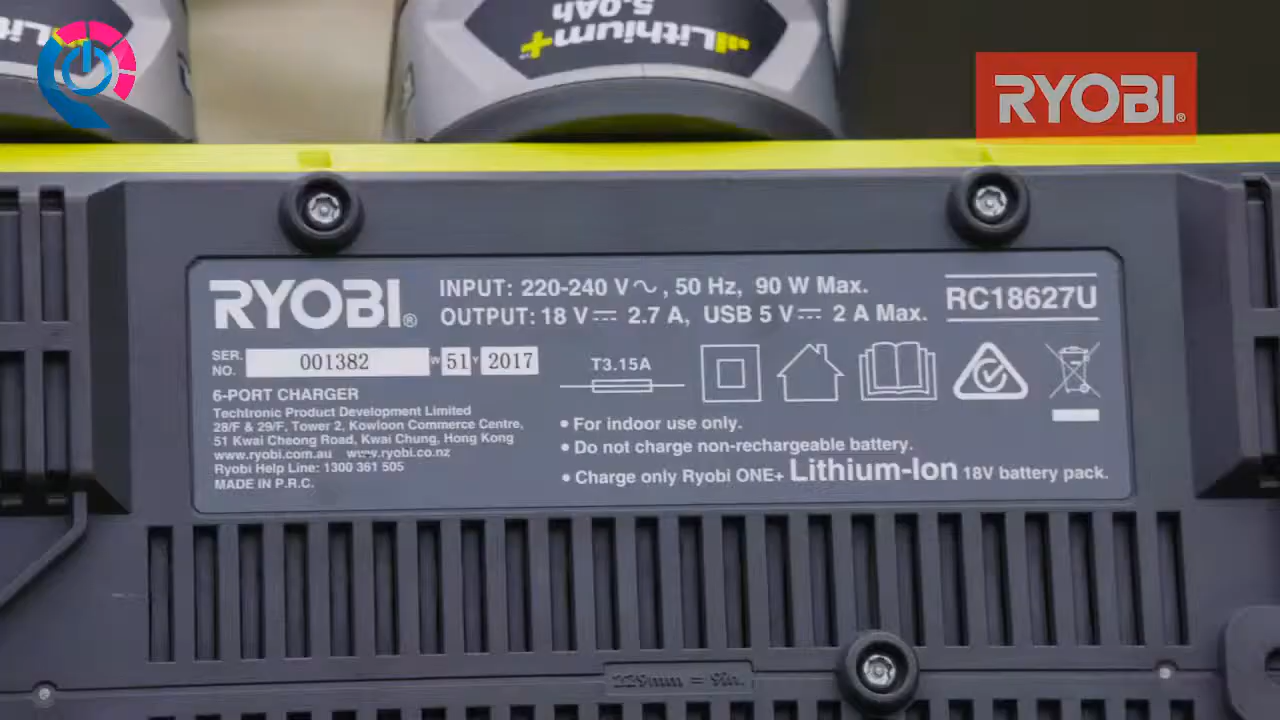 Lithium+
5.0Ah
RYOBI®
RYOBI®
INPUT: 220-240 V ∿, 50 Hz, 90 W Max.
OUTPUT: 18 V⎓ 2.7 A, USB 5 V⎓ 2 A Max.
RC18627U
SER. NO. 001382 W 51 Y 2017
T3.15A
6-PORT CHARGER
Techtronic Product Development Limited
28/F & 29/F, Tower 2, Kowloon Commerce Centre,
51 Kwai Cheong Road, Kwai Chung, Hong Kong
www.ryobi.com.au www.ryobi.co.nz
Ryobi Help Line: 1300 361 505
MADE IN P.R.C.
• For indoor use only.
• Do not charge non-rechargeable battery.
• Charge only Ryobi ONE+ Lithium-Ion 18V battery pack.
229mm = 9in.